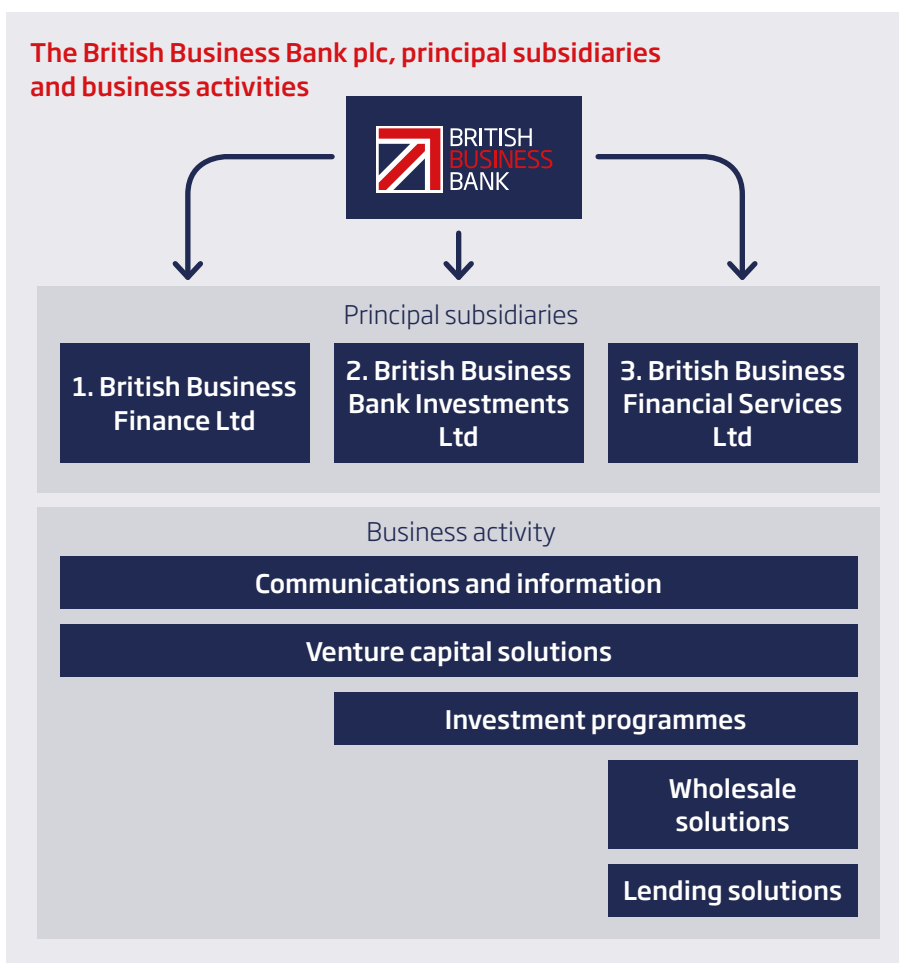 The British Business Bank plc, principal subsidiaries
and business activities
BRITISH
BUSINESS
BANK
Principal subsidiaries
1. British Business
Finance Ltd
2. British Business
Bank Investments
Ltd
3. British Business
Financial Services
Ltd
Business activity
Communications and information
Venture capital solutions
Investment programmes
Wholesale
solutions
Lending solutions